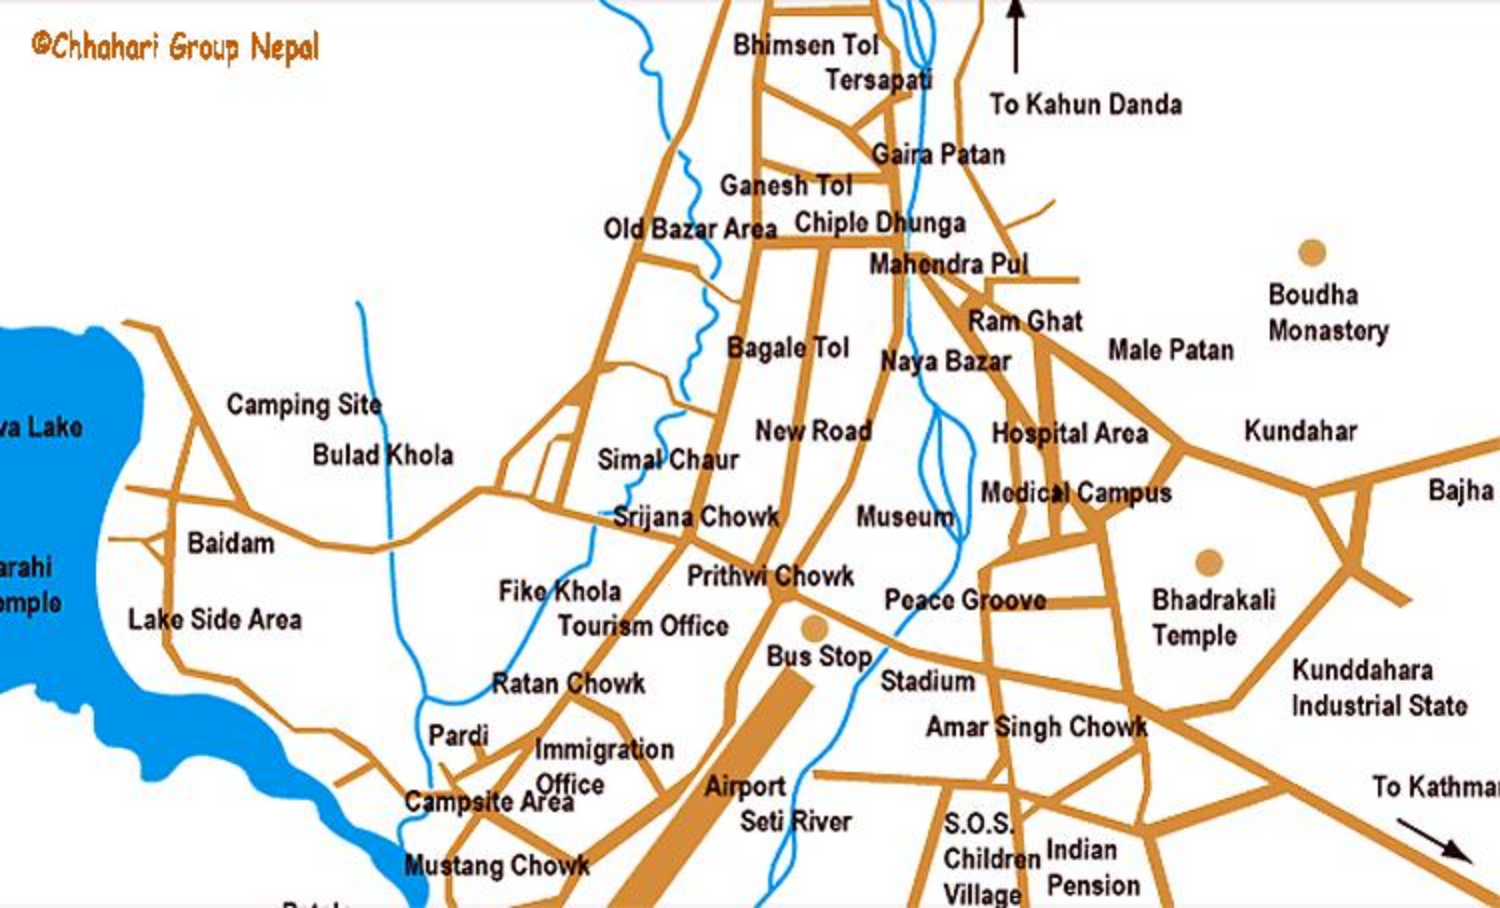 ©Chhahari Group Nepal
Bhimsen Tol
Tersapati
To Kahun Danda
Gaira Patan
Ganesh Tol
Old Bazar Area
Chiple Dhunga
Mahendra Pul
Boudha
Monastery
Ram Ghat
Bagale Tol
Naya Bazar
Male Patan
Camping Site
va Lake
Bulad Khola
New Road
Hospital Area
Kundahar
Simal Chaur
Medical Campus
Bajha
Srijana Chowk
Museum
Baidam
arahi
emple
Prithwi Chowk
Fike Khola
Peace Groove
Bhadrakali
Temple
Lake Side Area
Tourism Office
Bus Stop
Stadium
Kunddahara
Industrial State
Ratan Chowk
Amar Singh Chowk
Pardi
Immigration
Office
Campsite Area
Airport
To Kathmar
Seti River
S.O.S.
Children
Village
Indian
Pension
Mustang Chowk